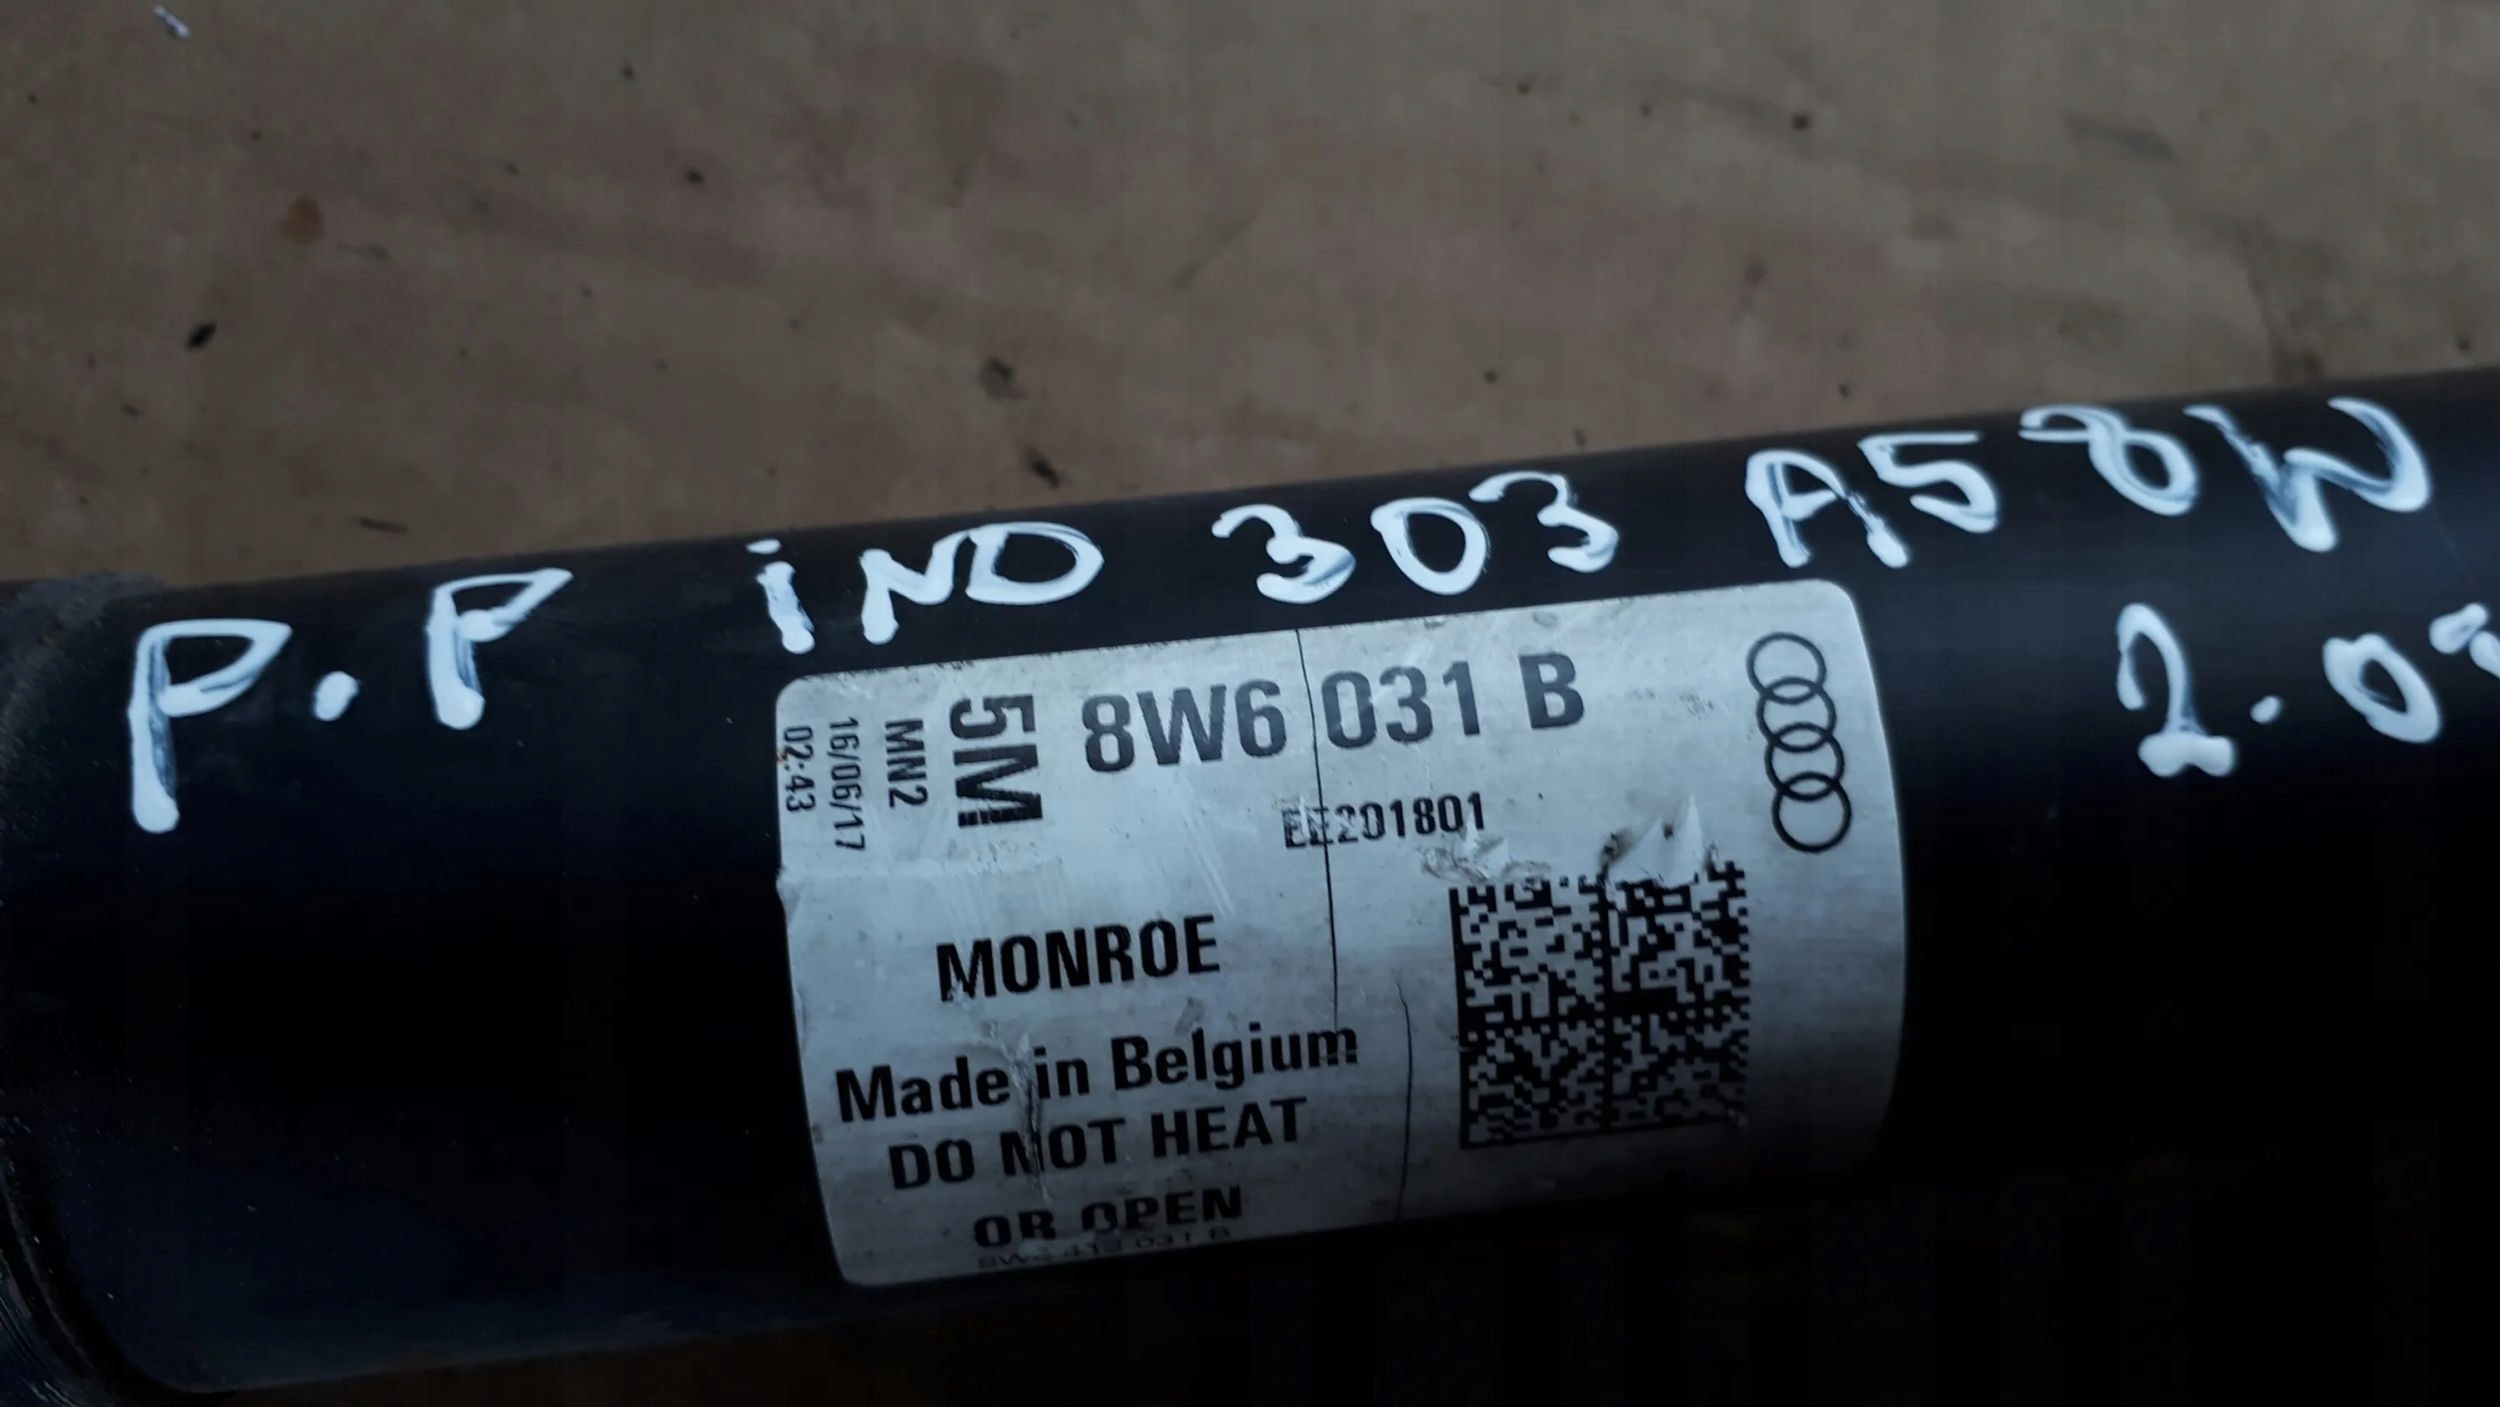 P.P iND 303 A5 8W
2.0
5M
MN2
16/06/17
02:43
8W6 031 B
EE201801
MONROE
Made in Belgium
DO NOT HEAT
OR OPEN